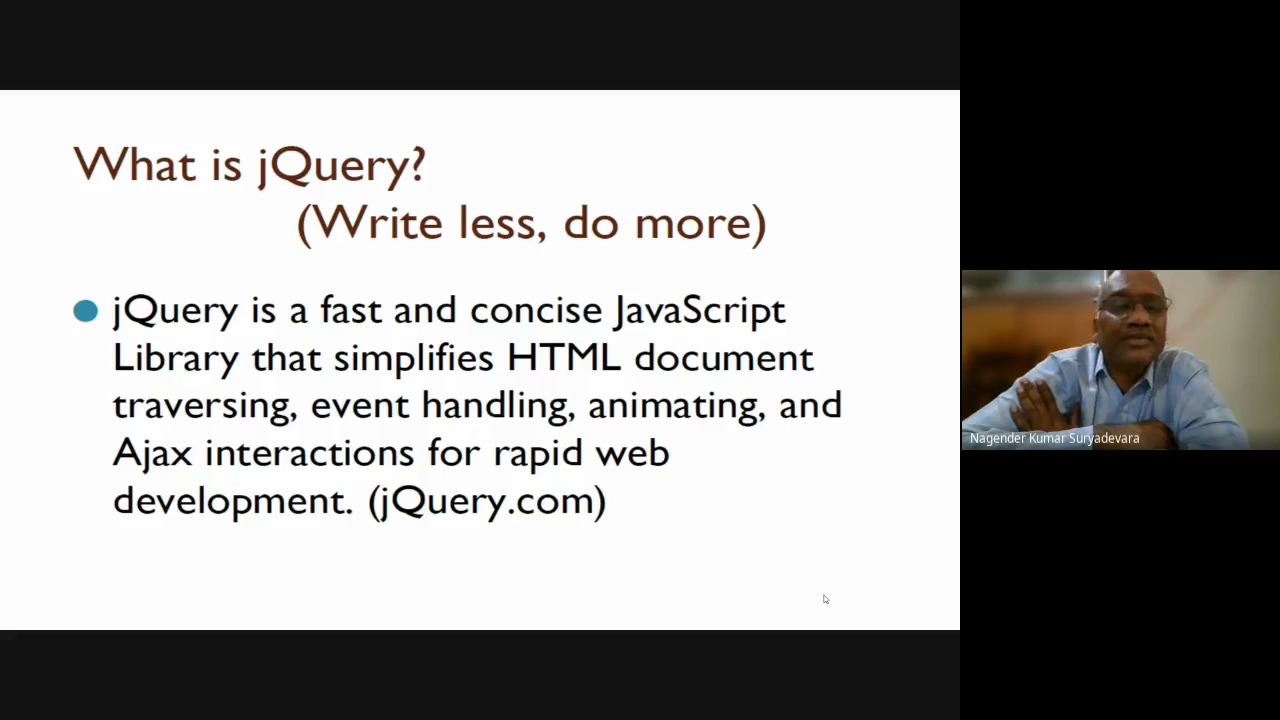 What is jQuery?
(Write less, do more)
jQuery is a fast and concise JavaScript
Library that simplifies HTML document
traversing, event handling, animating, and
Ajax interactions for rapid web
development. (jQuery.com)
Nagender Kumar Suryadevara